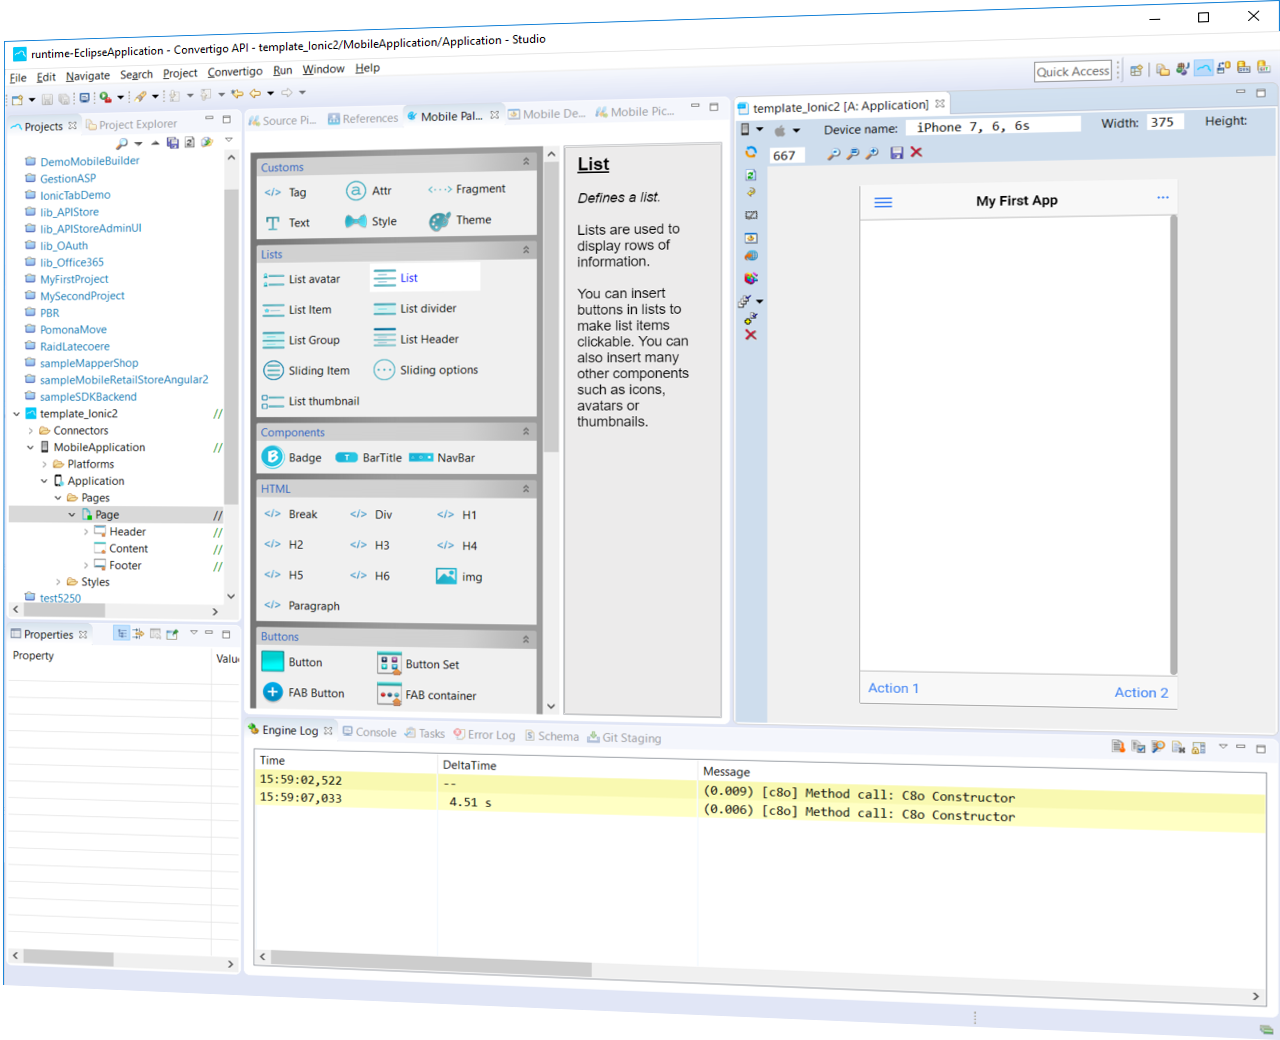 runtime-EclipseApplication - Convertigo API - template_Ionic2/MobileApplication/Application - Studio
File Edit Navigate Search Project Convertigo Run Window Help
Quick Access
Projects
Project Explorer
DemoMobileBuilder
GestionASP
IonicTabDemo
lib_APIStore
lib_APIStoreAdminUI
lib_OAuth
lib_Office365
MyFirstProject
MySecondProject
PBR
PomonaMove
RaidLatecoere
sampleMapperShop
sampleMobileRetailStoreAngular2
sampleSDKBackend
template_Ionic2 //
Connectors
MobileApplication //
Platforms
Application
Pages
Page //
Header //
Content //
Footer //
Styles
test5250
Properties
Property Value
Source Pi...
References
Mobile Pal...
Mobile De...
Mobile Pic...
Customs
</> Tag
@ Attr
<··> Fragment
T Text
Style
Theme
Lists
List avatar
List
List Item
List divider
List Group
List Header
Sliding Item
Sliding options
List thumbnail
Components
B Badge
T BarTitle
NavBar
HTML
</> Break </> Div </> H1
</> H2 </> H3 </> H4
</> H5 </> H6 img
</> Paragraph
Buttons
Button
Button Set
FAB Button
FAB container
List
Defines a list.
Lists are used to
display rows of
information.
You can insert
buttons in lists to
make list items
clickable. You can
also insert many
other components
such as icons,
avatars or
thumbnails.
template_Ionic2 [A: Application]
Device name: iPhone 7, 6, 6s Width: 375 Height:
667
My First App ...
Action 1
Action 2
Engine Log
Console
Tasks
Error Log
Schema
Git Staging
Time DeltaTime Message
15:59:02,522 -- (0.009) [c8o] Method call: C8o Constructor
15:59:07,033 4.51 s (0.006) [c8o] Method call: C8o Constructor